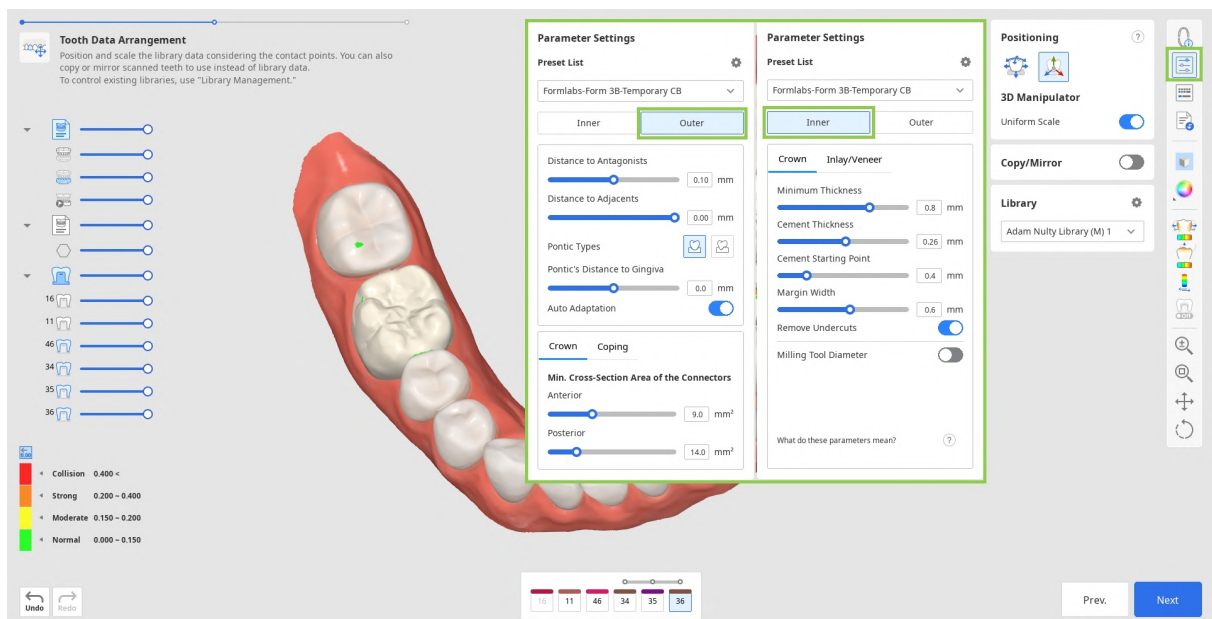 Tooth Data Arrangement
Position and scale the library data considering the contact points. You can also
copy or mirror scanned teeth to use instead of library data.
To control existing libraries, use "Library Management."
16
11
46
34
35
36
0.00
Collision 0.400 <
Strong 0.200 ~ 0.400
Moderate 0.150 ~ 0.200
Normal 0.000 ~ 0.150
Undo
Redo
Parameter Settings
Preset List
Formlabs-Form 3B-Temporary CB
Inner Outer
Distance to Antagonists
0.10 mm
Distance to Adjacents
0.00 mm
Pontic Types
Pontic's Distance to Gingiva
0.0 mm
Auto Adaptation
Crown Coping
Min. Cross-Section Area of the Connectors
Anterior
9.0 mm²
Posterior
14.0 mm²
Parameter Settings
Preset List
Formlabs-Form 3B-Temporary CB
Inner Outer
Crown Inlay/Veneer
Minimum Thickness
0.8 mm
Cement Thickness
0.26 mm
Cement Starting Point
0.4 mm
Margin Width
0.6 mm
Remove Undercuts
Milling Tool Diameter
What do these parameters mean? ?
16 11 46 34 35 36
Positioning ?
3D Manipulator
Uniform Scale
Copy/Mirror
Library
Adam Nulty Library (M) 1
Prev.
Next